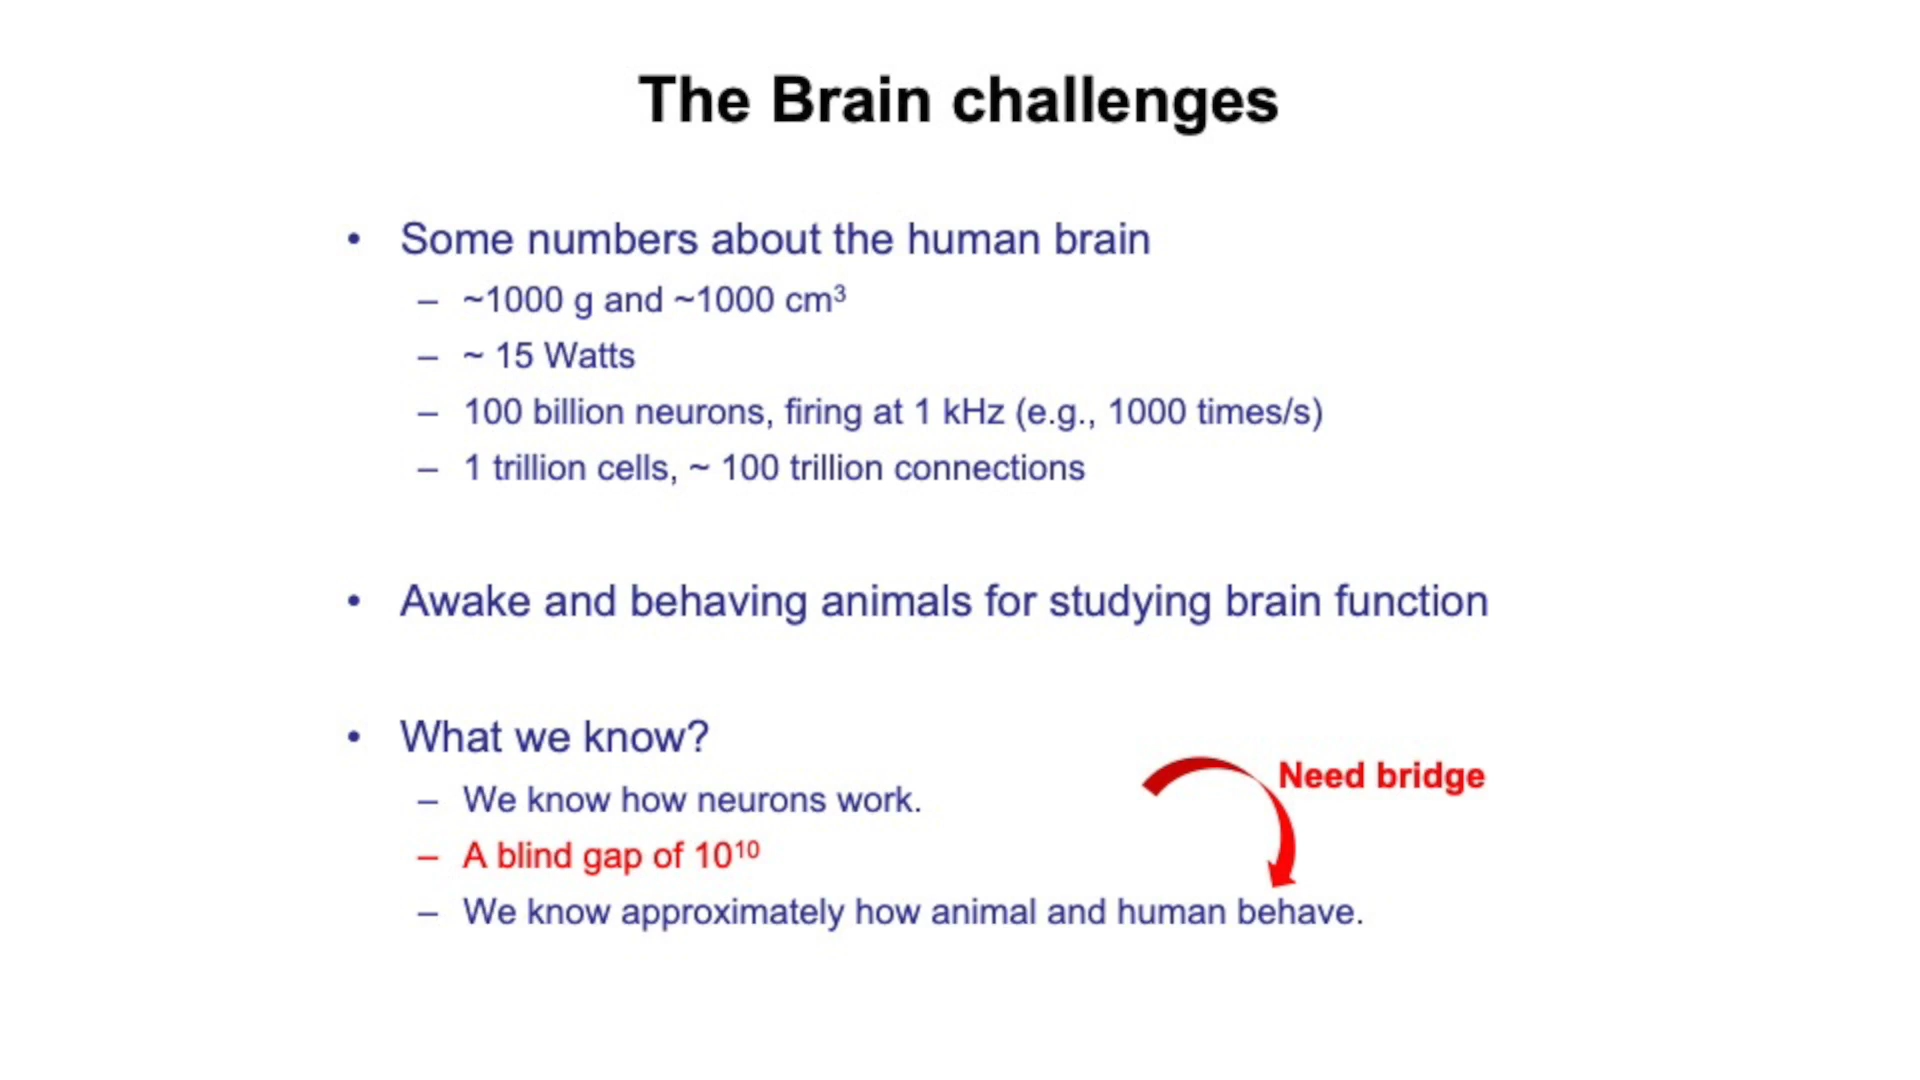 The Brain challenges
• Some numbers about the human brain
– ~1000 g and ~1000 cm³
– ~ 15 Watts
– 100 billion neurons, firing at 1 kHz (e.g., 1000 times/s)
– 1 trillion cells, ~ 100 trillion connections
• Awake and behaving animals for studying brain function
• What we know?
Need bridge
– We know how neurons work.
– A blind gap of 10¹⁰
– We know approximately how animal and human behave.